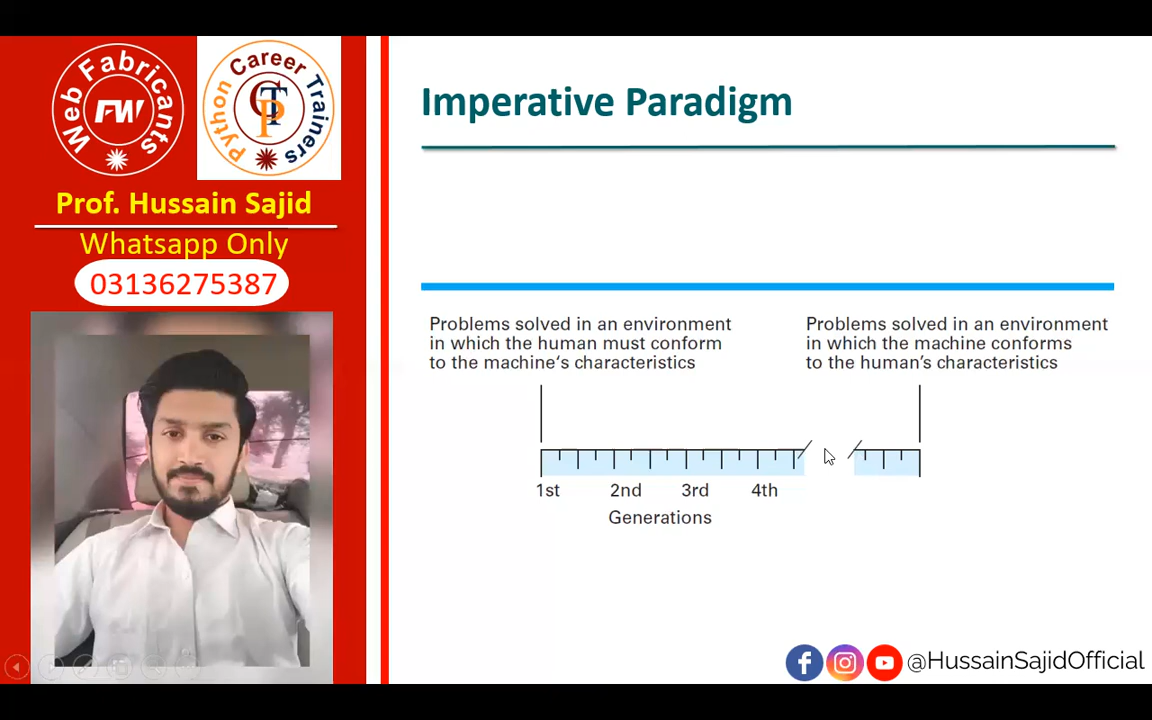 Web Fabricants
FW
Python Career Trainers
CTP
Prof. Hussain Sajid
Whatsapp Only
03136275387
Imperative Paradigm
Problems solved in an environment
in which the human must conform
to the machine‘s characteristics
Problems solved in an environment
in which the machine conforms
to the human’s characteristics
1st 2nd 3rd 4th
Generations
@HussainSajidOfficial